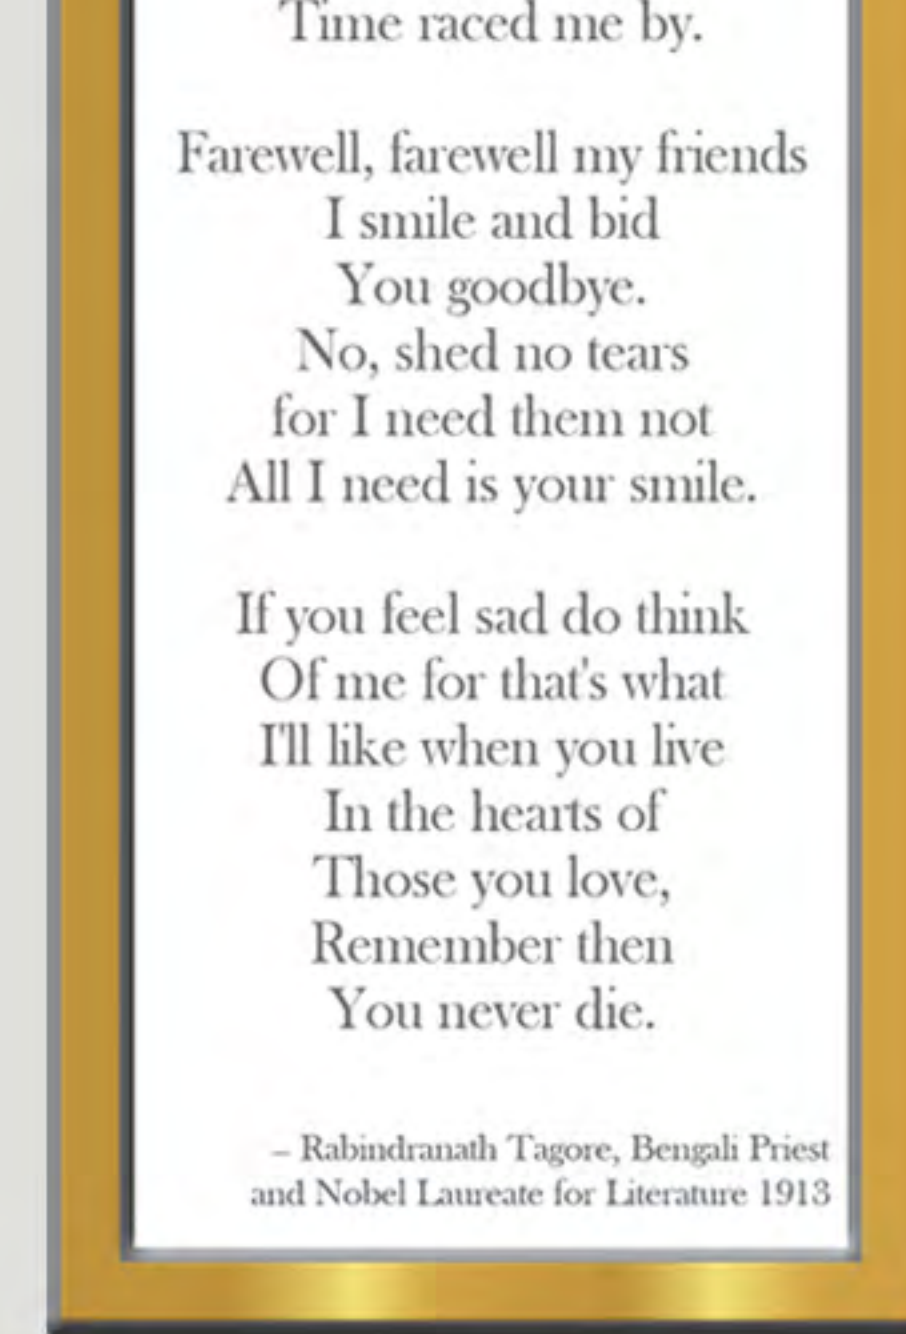 Time raced me by.
Farewell, farewell my friends
I smile and bid
You goodbye.
No, shed no tears
for I need them not
All I need is your smile.
If you feel sad do think
Of me for that's what
I'll like when you live
In the hearts of
Those you love,
Remember then
You never die.
– Rabindranath Tagore, Bengali Priest
and Nobel Laureate for Literature 1913